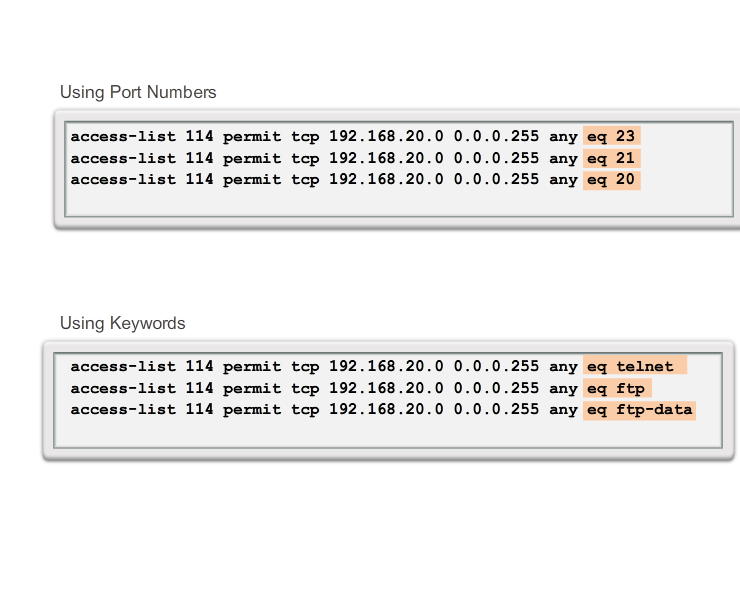 Using Port Numbers
access-list 114 permit tcp 192.168.20.0 0.0.0.255 any eq 23
access-list 114 permit tcp 192.168.20.0 0.0.0.255 any eq 21
access-list 114 permit tcp 192.168.20.0 0.0.0.255 any eq 20
Using Keywords
access-list 114 permit tcp 192.168.20.0 0.0.0.255 any eq telnet
access-list 114 permit tcp 192.168.20.0 0.0.0.255 any eq ftp
access-list 114 permit tcp 192.168.20.0 0.0.0.255 any eq ftp-data